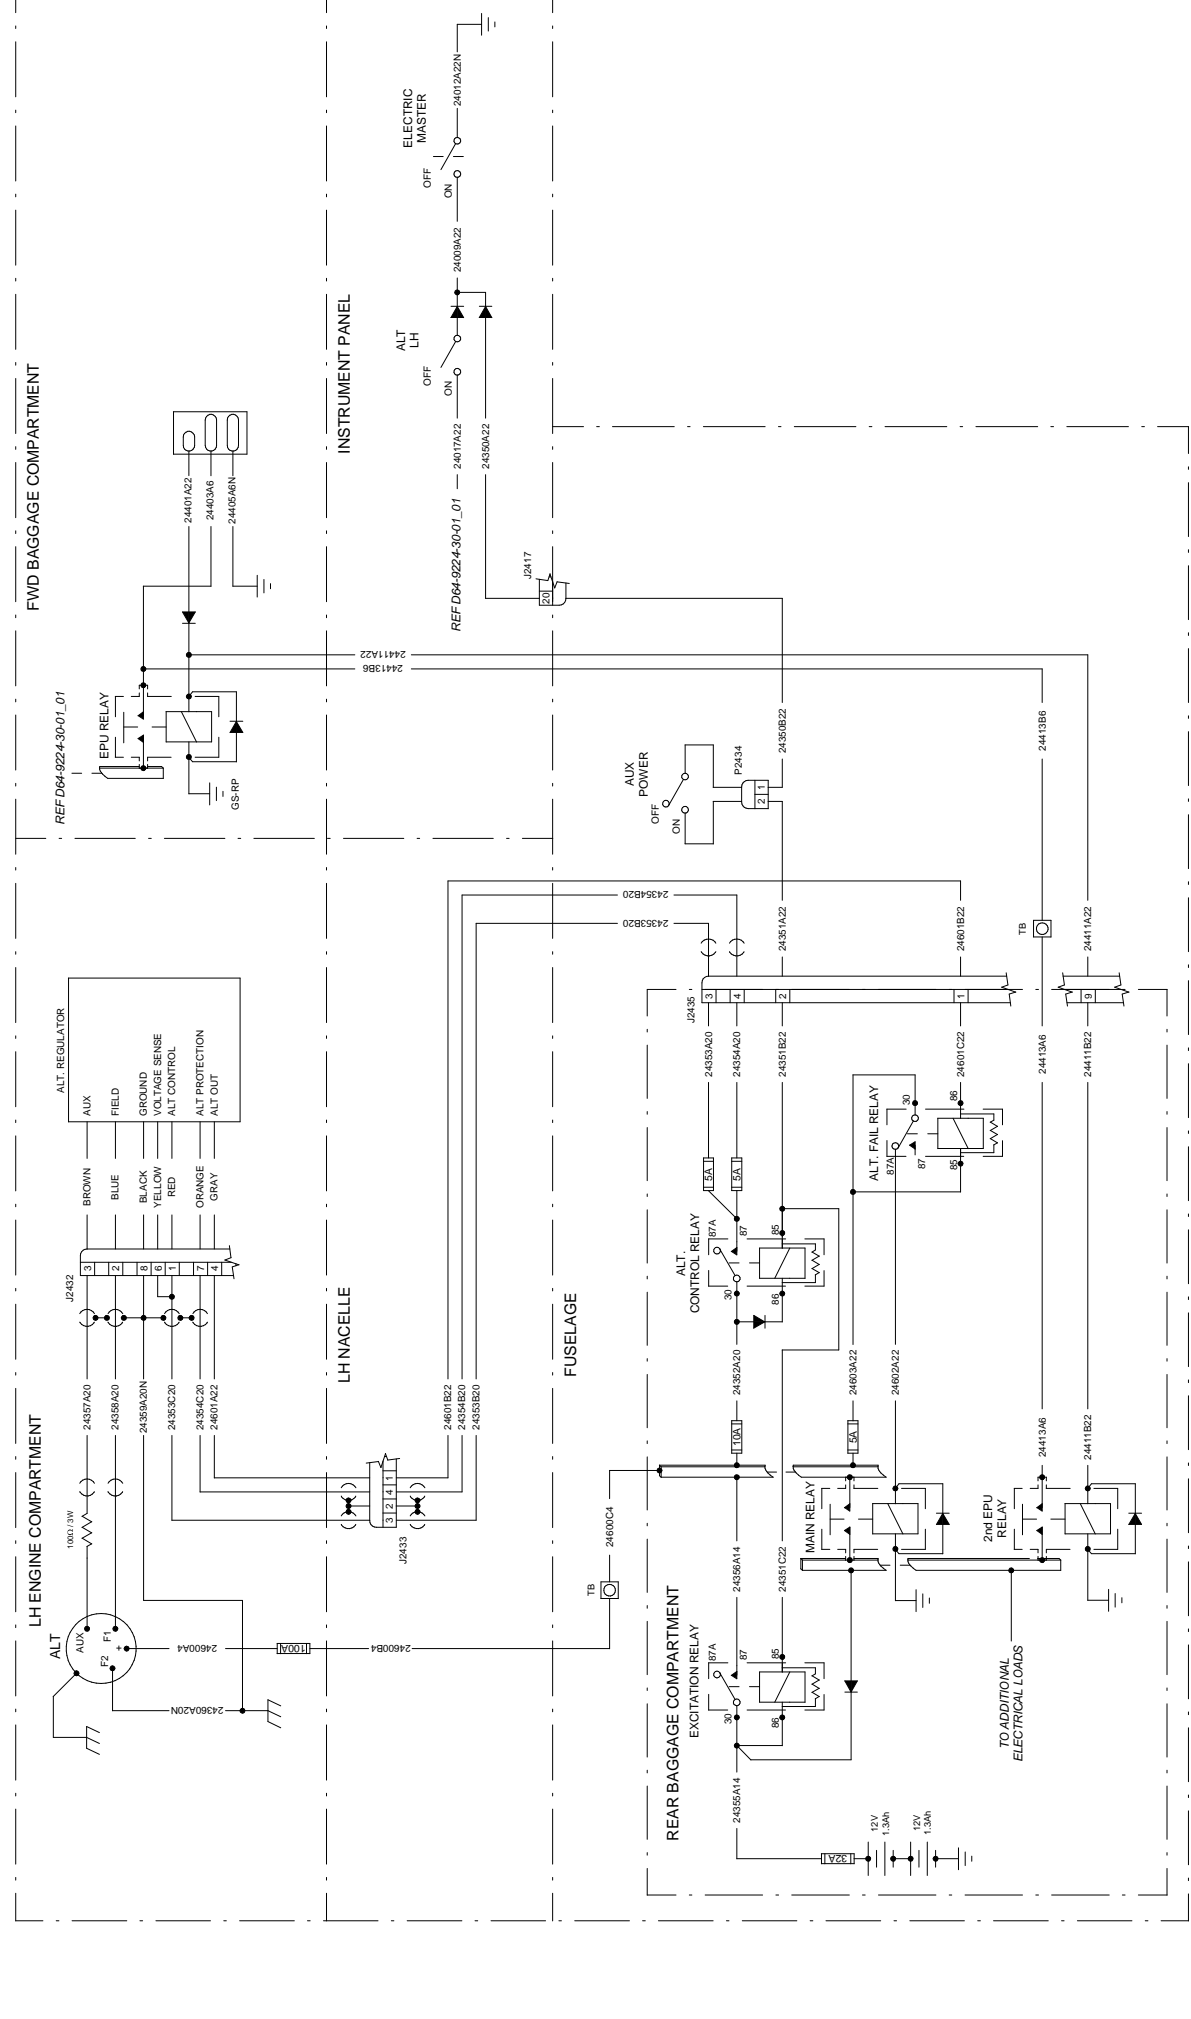 LH ENGINE COMPARTMENT
FWD BAGGAGE COMPARTMENT
ALT
AUX
F1
F2
+
100Ω / 3W
24357A20
24358A20
24359A20N
24353C20
24354C20
24601A22
24600A4
100A
24600B4
24360A20N
J2432
3
2
8
6
1
7
4
BROWN
BLUE
BLACK
YELLOW
RED
ORANGE
GRAY
ALT. REGULATOR
AUX
FIELD
GROUND
VOLTAGE SENSE
ALT CONTROL
ALT PROTECTION
ALT OUT
REF D64-9224-30-01_01
EPU RELAY
GS-RP
24401A22
24403A6
24405A6N
24411A22
24413B6
LH NACELLE
J2433
3
2
4
1
24601B22
24354B20
24353B20
INSTRUMENT PANEL
REF D64-9224-30-01_01
24017A22
24350A22
ALT
LH
OFF
ON
24009A22
ELECTRIC
MASTER
OFF
ON
24012A22N
J2417
20
FUSELAGE
TB
24600C4
24353B20
24354B20
AUX
POWER
OFF
ON
P2434
2
1
24350B22
24351A22
24601B22
TB
24413B6
24411A22
REAR BAGGAGE COMPARTMENT
EXCITATION RELAY
87A
87
30
86
85
24355A14
32A
12V
1.3Ah
12V
1.3Ah
24356A14
24351C22
10A
24352A20
5A
24603A22
24602A22
ALT.
CONTROL RELAY
87A
87
30
86
85
5A
5A
J2435
3
4
2
1
9
24353A20
24354A20
24351B22
24601C22
24413A6
24411B22
ALT. FAIL RELAY
87A
87
30
85
86
MAIN RELAY
2nd EPU
RELAY
24413A6
24411B22
TO ADDITIONAL
ELECTRICAL LOADS